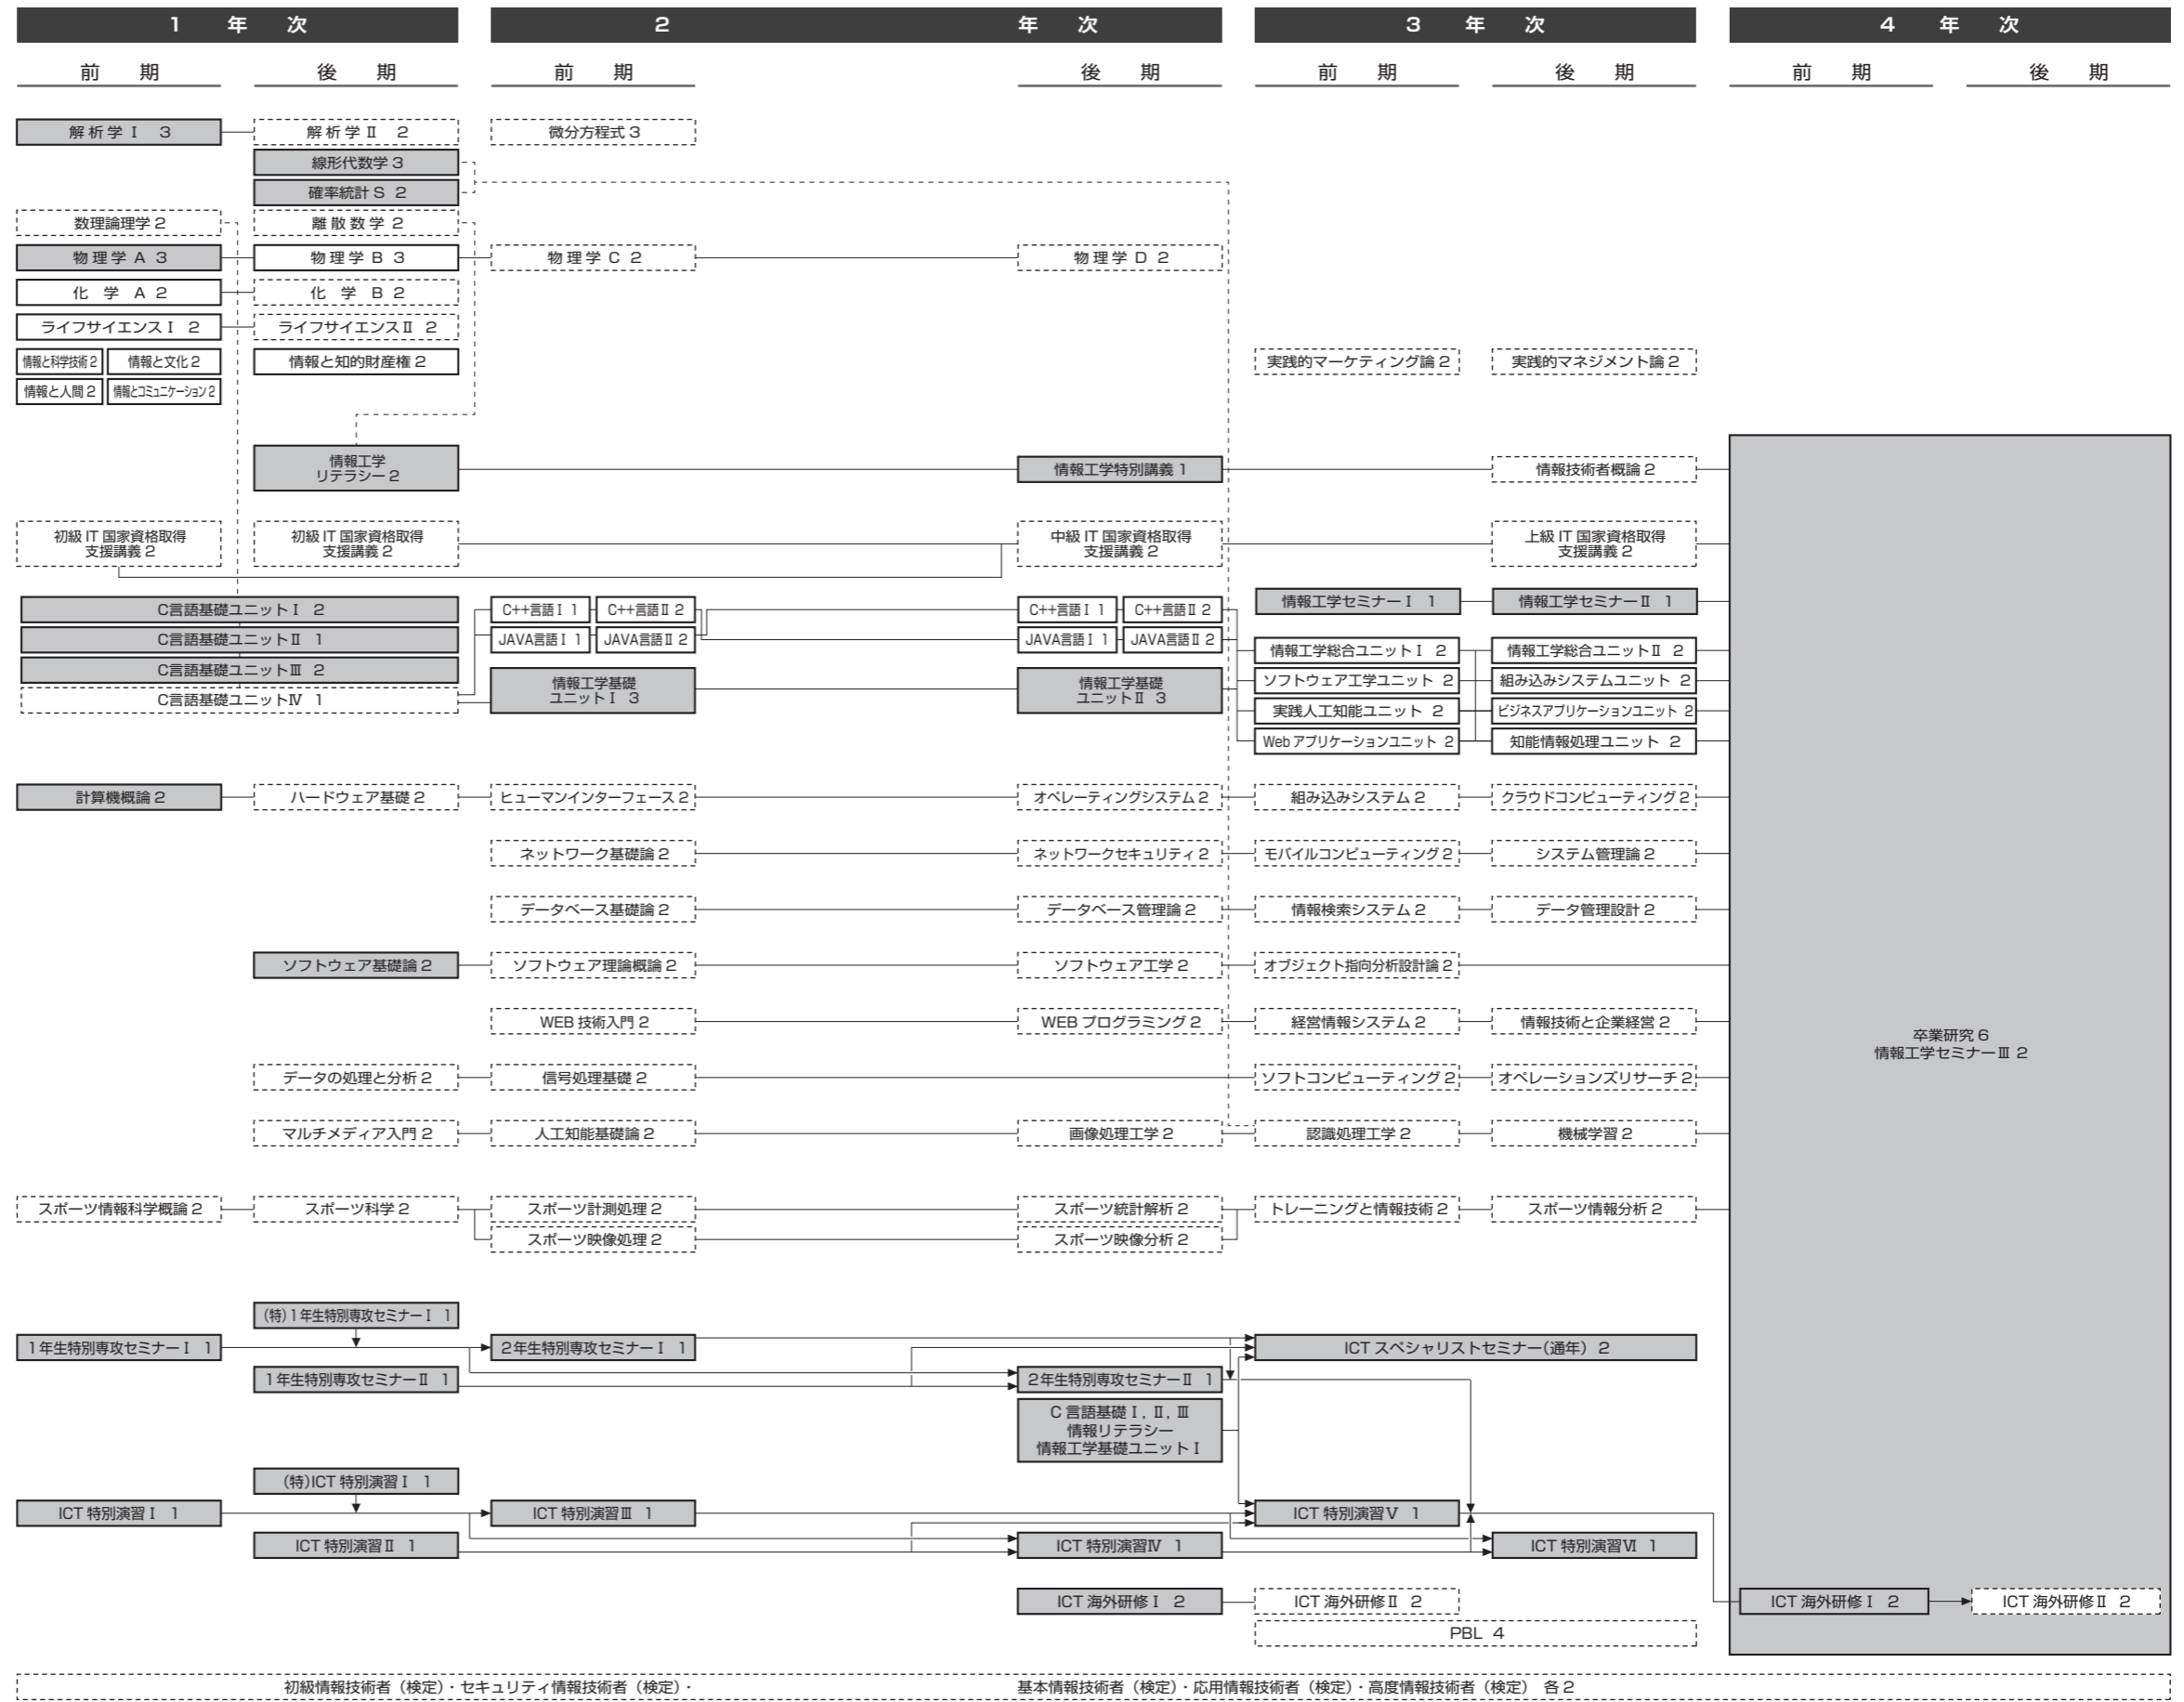 1 年 次
2 年 次
3 年 次
4 年 次
前 期
後 期
前 期
後 期
前 期
後 期
前 期
後 期
解析学Ⅰ 3
解析学Ⅱ 2
微分方程式 3
線形代数学 3
確率統計 S 2
数理論理学 2
離散数学 2
物理学 A 3
物理学 B 3
物理学 C 2
物理学 D 2
化 学 A 2
化 学 B 2
ライフサイエンスⅠ 2
ライフサイエンスⅡ 2
情報と科学技術 2
情報と文化 2
情報と知的財産権 2
実践的マーケティング論 2
実践的マネジメント論 2
情報と人間 2
情報とコミュニケーション 2
情報工学
リテラシー 2
情報工学特別講義 1
情報技術者概論 2
初級 IT 国家資格取得
支援講義 2
初級 IT 国家資格取得
支援講義 2
中級 IT 国家資格取得
支援講義 2
上級 IT 国家資格取得
支援講義 2
C言語基礎ユニットⅠ 2
C++言語Ⅰ 1
C++言語Ⅱ 2
C++言語Ⅰ 1
C++言語Ⅱ 2
情報工学セミナーⅠ 1
情報工学セミナーⅡ 1
C言語基礎ユニットⅡ 1
JAVA言語Ⅰ 1
JAVA言語Ⅱ 2
JAVA言語Ⅰ 1
JAVA言語Ⅱ 2
情報工学総合ユニットⅠ 2
情報工学総合ユニットⅡ 2
C言語基礎ユニットⅢ 2
情報工学基礎
ユニットⅠ 3
情報工学基礎
ユニットⅡ 3
ソフトウェア工学ユニット 2
組み込みシステムユニット 2
C言語基礎ユニットⅣ 1
実践人工知能ユニット 2
ビジネスアプリケーションユニット 2
Web アプリケーションユニット 2
知能情報処理ユニット 2
計算機概論 2
ハードウェア基礎 2
ヒューマンインターフェース 2
オペレーティングシステム 2
組み込みシステム 2
クラウドコンピューティング 2
ネットワーク基礎論 2
ネットワークセキュリティ 2
モバイルコンピューティング 2
システム管理論 2
データベース基礎論 2
データベース管理論 2
情報検索システム 2
データ管理設計 2
ソフトウェア基礎論 2
ソフトウェア理論概論 2
ソフトウェア工学 2
オブジェクト指向分析設計論 2
WEB 技術入門 2
WEB プログラミング 2
経営情報システム 2
情報技術と企業経営 2
卒業研究 6
情報工学セミナーⅢ 2
データの処理と分析 2
信号処理基礎 2
ソフトコンピューティング 2
オペレーションズリサーチ 2
マルチメディア入門 2
人工知能基礎論 2
画像処理工学 2
認識処理工学 2
機械学習 2
スポーツ情報科学概論 2
スポーツ科学 2
スポーツ計測処理 2
スポーツ統計解析 2
トレーニングと情報技術 2
スポーツ情報分析 2
スポーツ映像処理 2
スポーツ映像分析 2
(特)1年生特別専攻セミナーⅠ 1
1年生特別専攻セミナーⅠ 1
2年生特別専攻セミナーⅠ 1
ICT スペシャリストセミナー(通年) 2
1年生特別専攻セミナーⅡ 1
2年生特別専攻セミナーⅡ 1
C 言語基礎Ⅰ, Ⅱ, Ⅲ
情報リテラシー
情報工学基礎ユニットⅠ
(特)ICT 特別演習Ⅰ 1
ICT 特別演習Ⅰ 1
ICT 特別演習Ⅲ 1
ICT 特別演習Ⅴ 1
ICT 特別演習Ⅱ 1
ICT 特別演習Ⅳ 1
ICT 特別演習Ⅵ 1
ICT 海外研修Ⅰ 2
ICT 海外研修Ⅱ 2
ICT 海外研修Ⅰ 2
ICT 海外研修Ⅱ 2
PBL 4
初級情報技術者（検定）・セキュリティ情報技術者（検定）・ 基本情報技術者（検定）・応用情報技術者（検定）・高度情報技術者（検定） 各 2